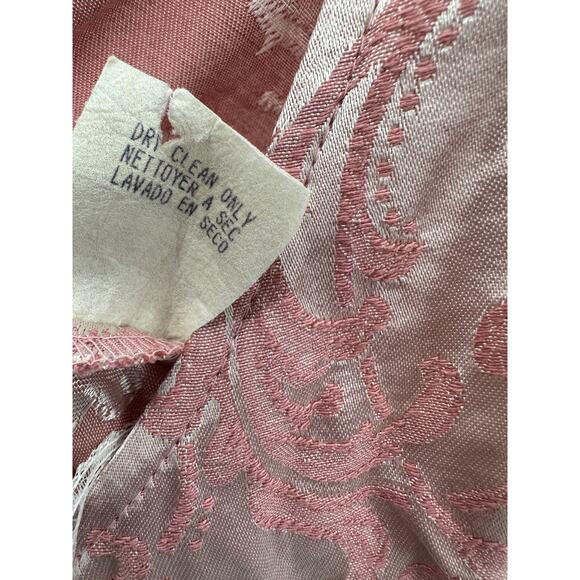 DRY CLEAN ONLY
NETTOYER A SEC
LAVADO EN SECO